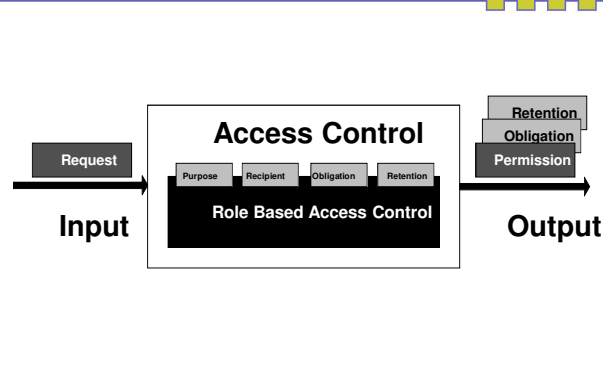 Access Control
Request
Purpose
Recipient
Obligation
Retention
Role Based Access Control
Input
Retention
Obligation
Permission
Output